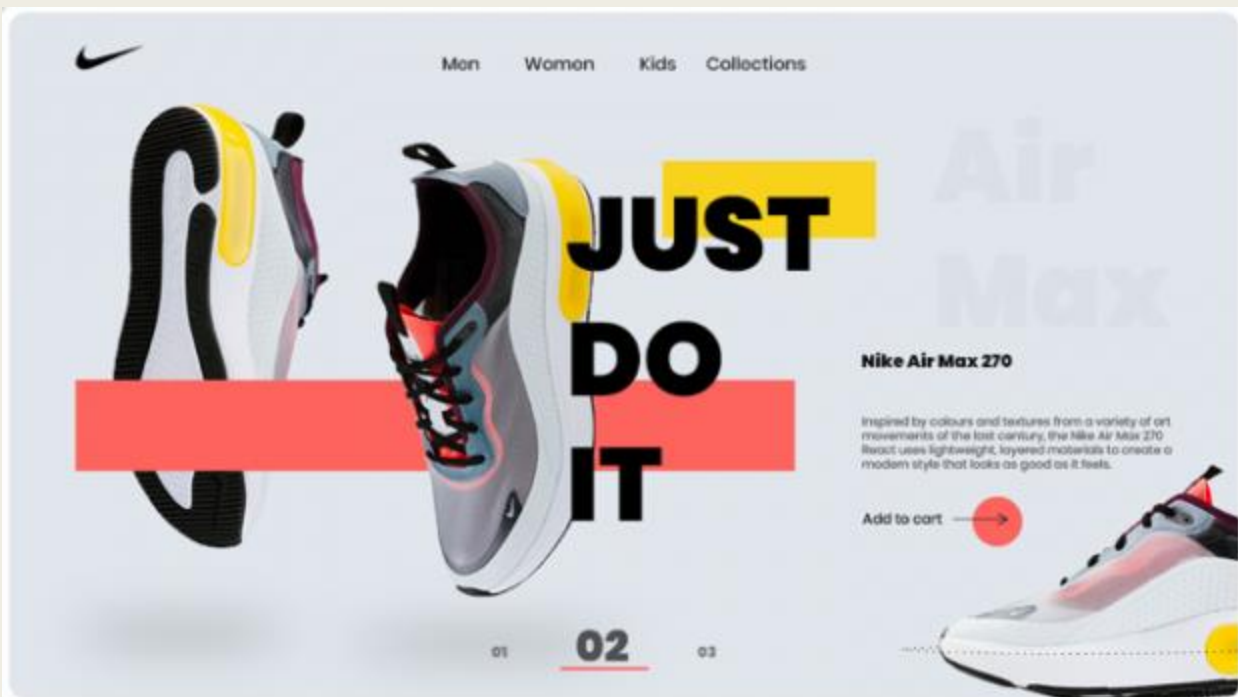 Men Women Kids Collections
Air
Max
JUST
DO
IT
Nike Air Max 270
Inspired by colours and textures from a variety of art
movements of the last century, the Nike Air Max 270
React uses lightweight, layered materials to create a
modern style that looks as good as it feels.
Add to cart
01 02 03